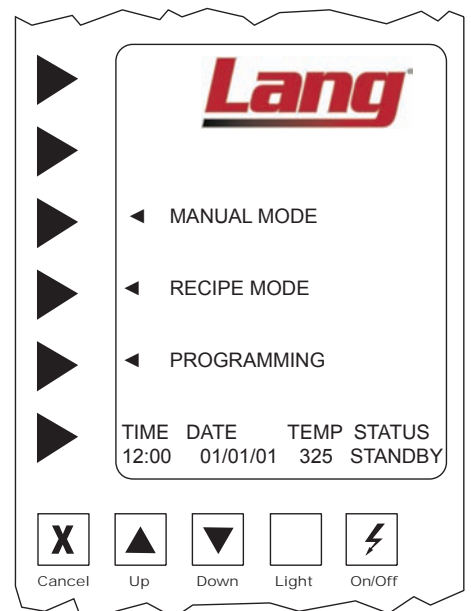 Lang
MANUAL MODE
RECIPE MODE
PROGRAMMING
TIME DATE TEMP STATUS
12:00 01/01/01 325 STANDBY
X
Cancel Up Down Light On/Off